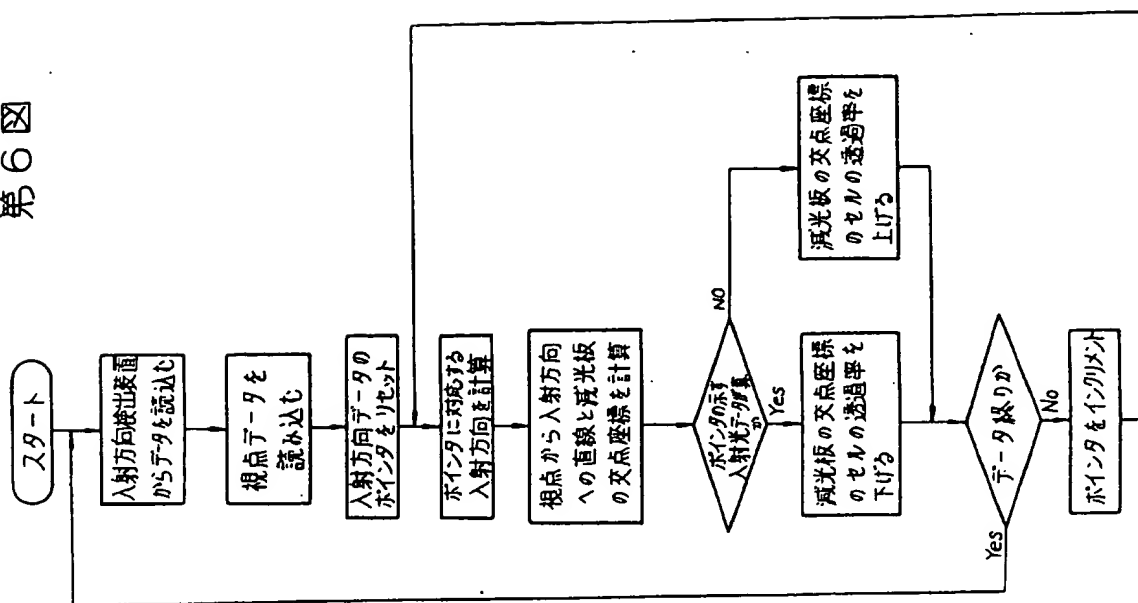 第6図
スタート
入射方向検出装置
からデータを読込む
視点データを
読み込む
入射方向データの
ポインタをリセット
ポインタに対応する
入射方向を計算
視点から入射方向
への直線と減光板
の交点座標を計算
ポインタの示す
入射光データが
か
NO
Yes
減光板の交点座標
のセルの透過率を
下げる
減光板の交点座標
のセルの透過率を
上げる
データ終りか
Yes
No
ポインタをインクリメント